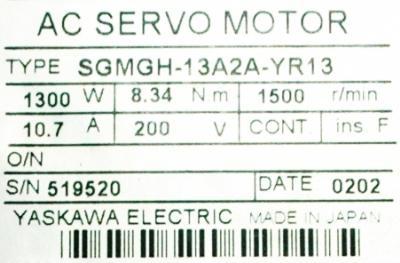 AC SERVO MOTOR
TYPE SGMGH-13A2A-YR13
1300 W 8.34 N m 1500 r/min
10.7 A 200 V CONT. ins F
O/N
S/N 519520 DATE 0202
YASKAWA ELECTRIC MADE IN JAPAN